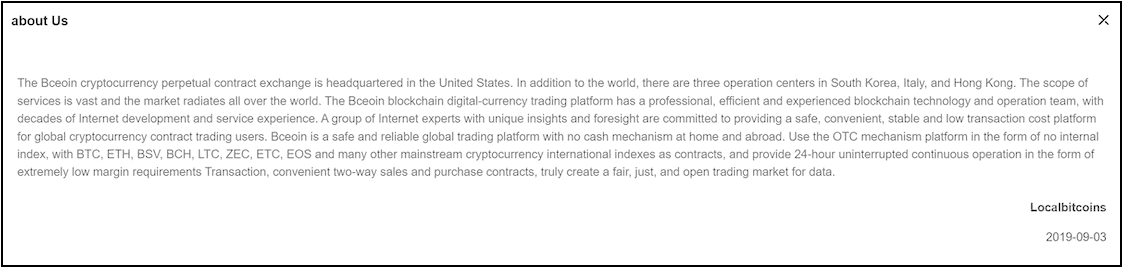 about Us
The Bceoin cryptocurrency perpetual contract exchange is headquartered in the United States. In addition to the world, there are three operation centers in South Korea, Italy, and Hong Kong. The scope of
services is vast and the market radiates all over the world. The Bceoin blockchain digital-currency trading platform has a professional, efficient and experienced blockchain technology and operation team, with
decades of Internet development and service experience. A group of Internet experts with unique insights and foresight are committed to providing a safe, convenient, stable and low transaction cost platform
for global cryptocurrency contract trading users. Bceoin is a safe and reliable global trading platform with no cash mechanism at home and abroad. Use the OTC mechanism platform in the form of no internal
index, with BTC, ETH, BSV, BCH, LTC, ZEC, ETC, EOS and many other mainstream cryptocurrency international indexes as contracts, and provide 24-hour uninterrupted continuous operation in the form of
extremely low margin requirements Transaction, convenient two-way sales and purchase contracts, truly create a fair, just, and open trading market for data.
Localbitcoins
2019-09-03